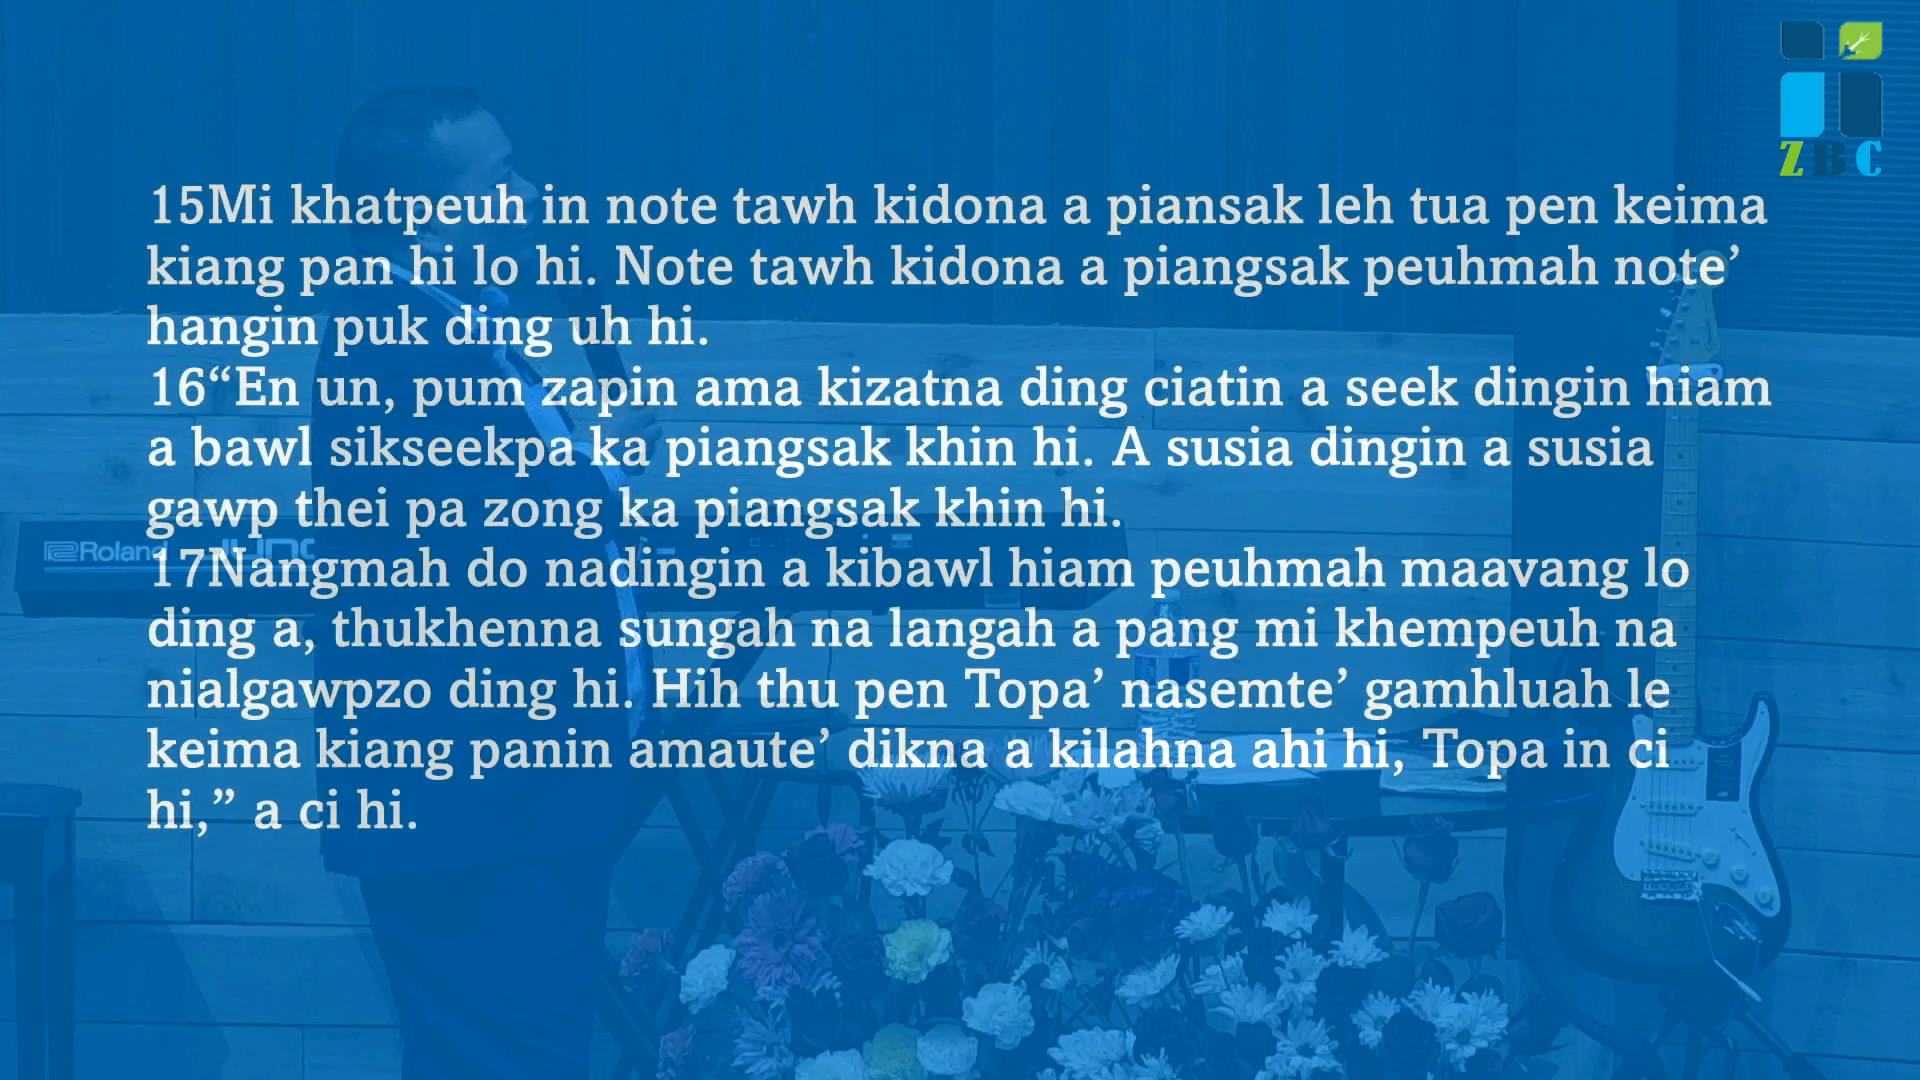 ZBC
15Mi khatpeuh in note tawh kidona a piansak leh tua pen keima
kiang pan hi lo hi. Note tawh kidona a piangsak peuhmah note’
hangin puk ding uh hi.
16“En un, pum zapin ama kizatna ding ciatin a seek dingin hiam
a bawl sikseekpa ka piangsak khin hi. A susia dingin a susia
gawp thei pa zong ka piangsak khin hi.
Roland
17Nangmah do nadingin a kibawl hiam peuhmah maavang lo
ding a, thukhenna sungah na langah a pang mi khempeuh na
nialgawpzo ding hi. Hih thu pen Topa’ nasemte’ gamhluah le
keima kiang panin amaute’ dikna a kilahna ahi hi, Topa in ci
hi,” a ci hi.